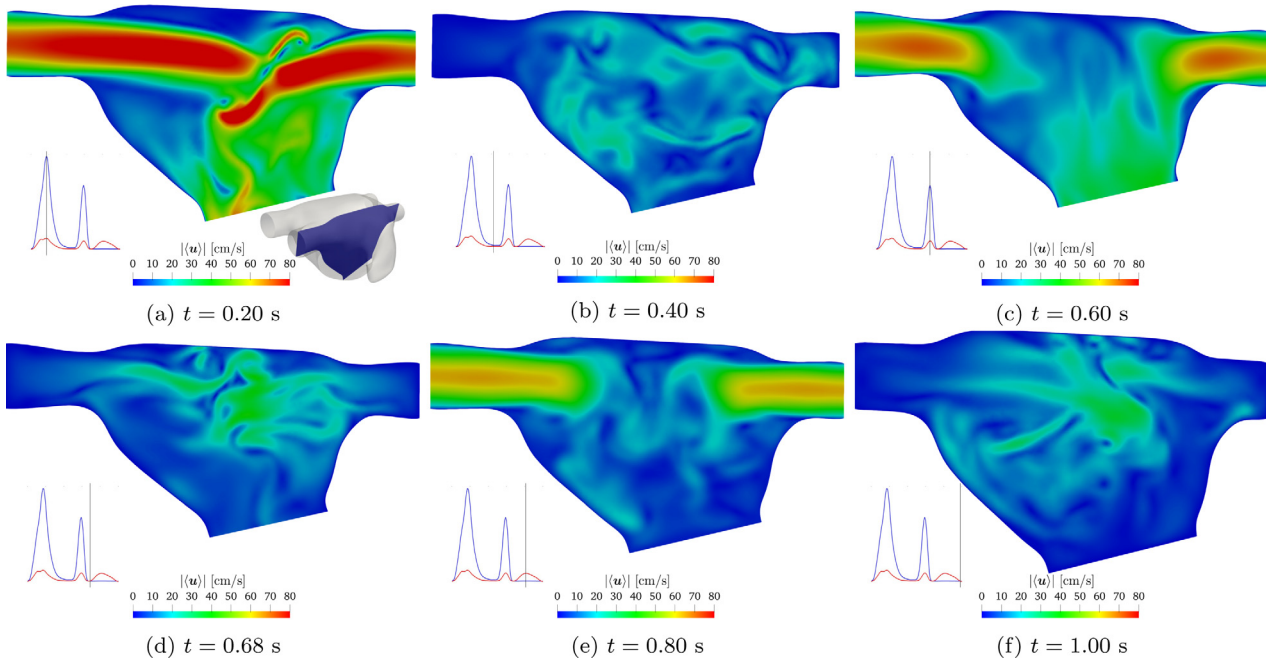 |⟨u⟩| [cm/s]
0 10 20 30 40 50 60 70 80
(a) t = 0.20 s
|⟨u⟩| [cm/s]
0 10 20 30 40 50 60 70 80
(b) t = 0.40 s
|⟨u⟩| [cm/s]
0 10 20 30 40 50 60 70 80
(c) t = 0.60 s
|⟨u⟩| [cm/s]
0 10 20 30 40 50 60 70 80
(d) t = 0.68 s
|⟨u⟩| [cm/s]
0 10 20 30 40 50 60 70 80
(e) t = 0.80 s
|⟨u⟩| [cm/s]
0 10 20 30 40 50 60 70 80
(f) t = 1.00 s